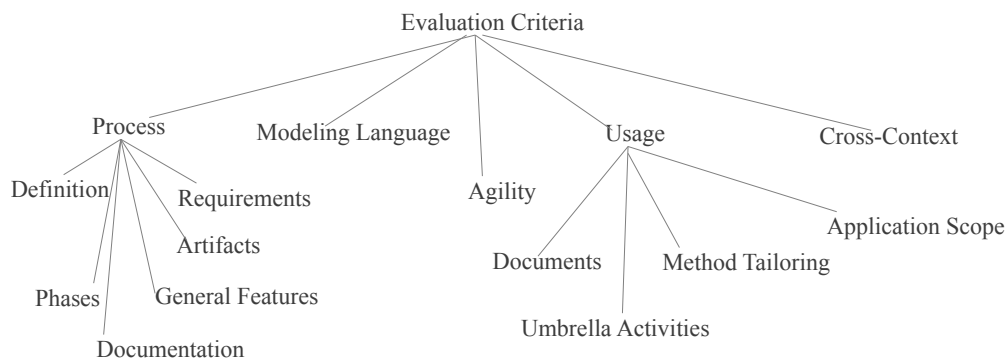 Evaluation Criteria
Process
Modeling Language
Usage
Cross-Context
Definition
Requirements
Agility
Artifacts
Application Scope
Documents
Method Tailoring
Phases
General Features
Umbrella Activities
Documentation